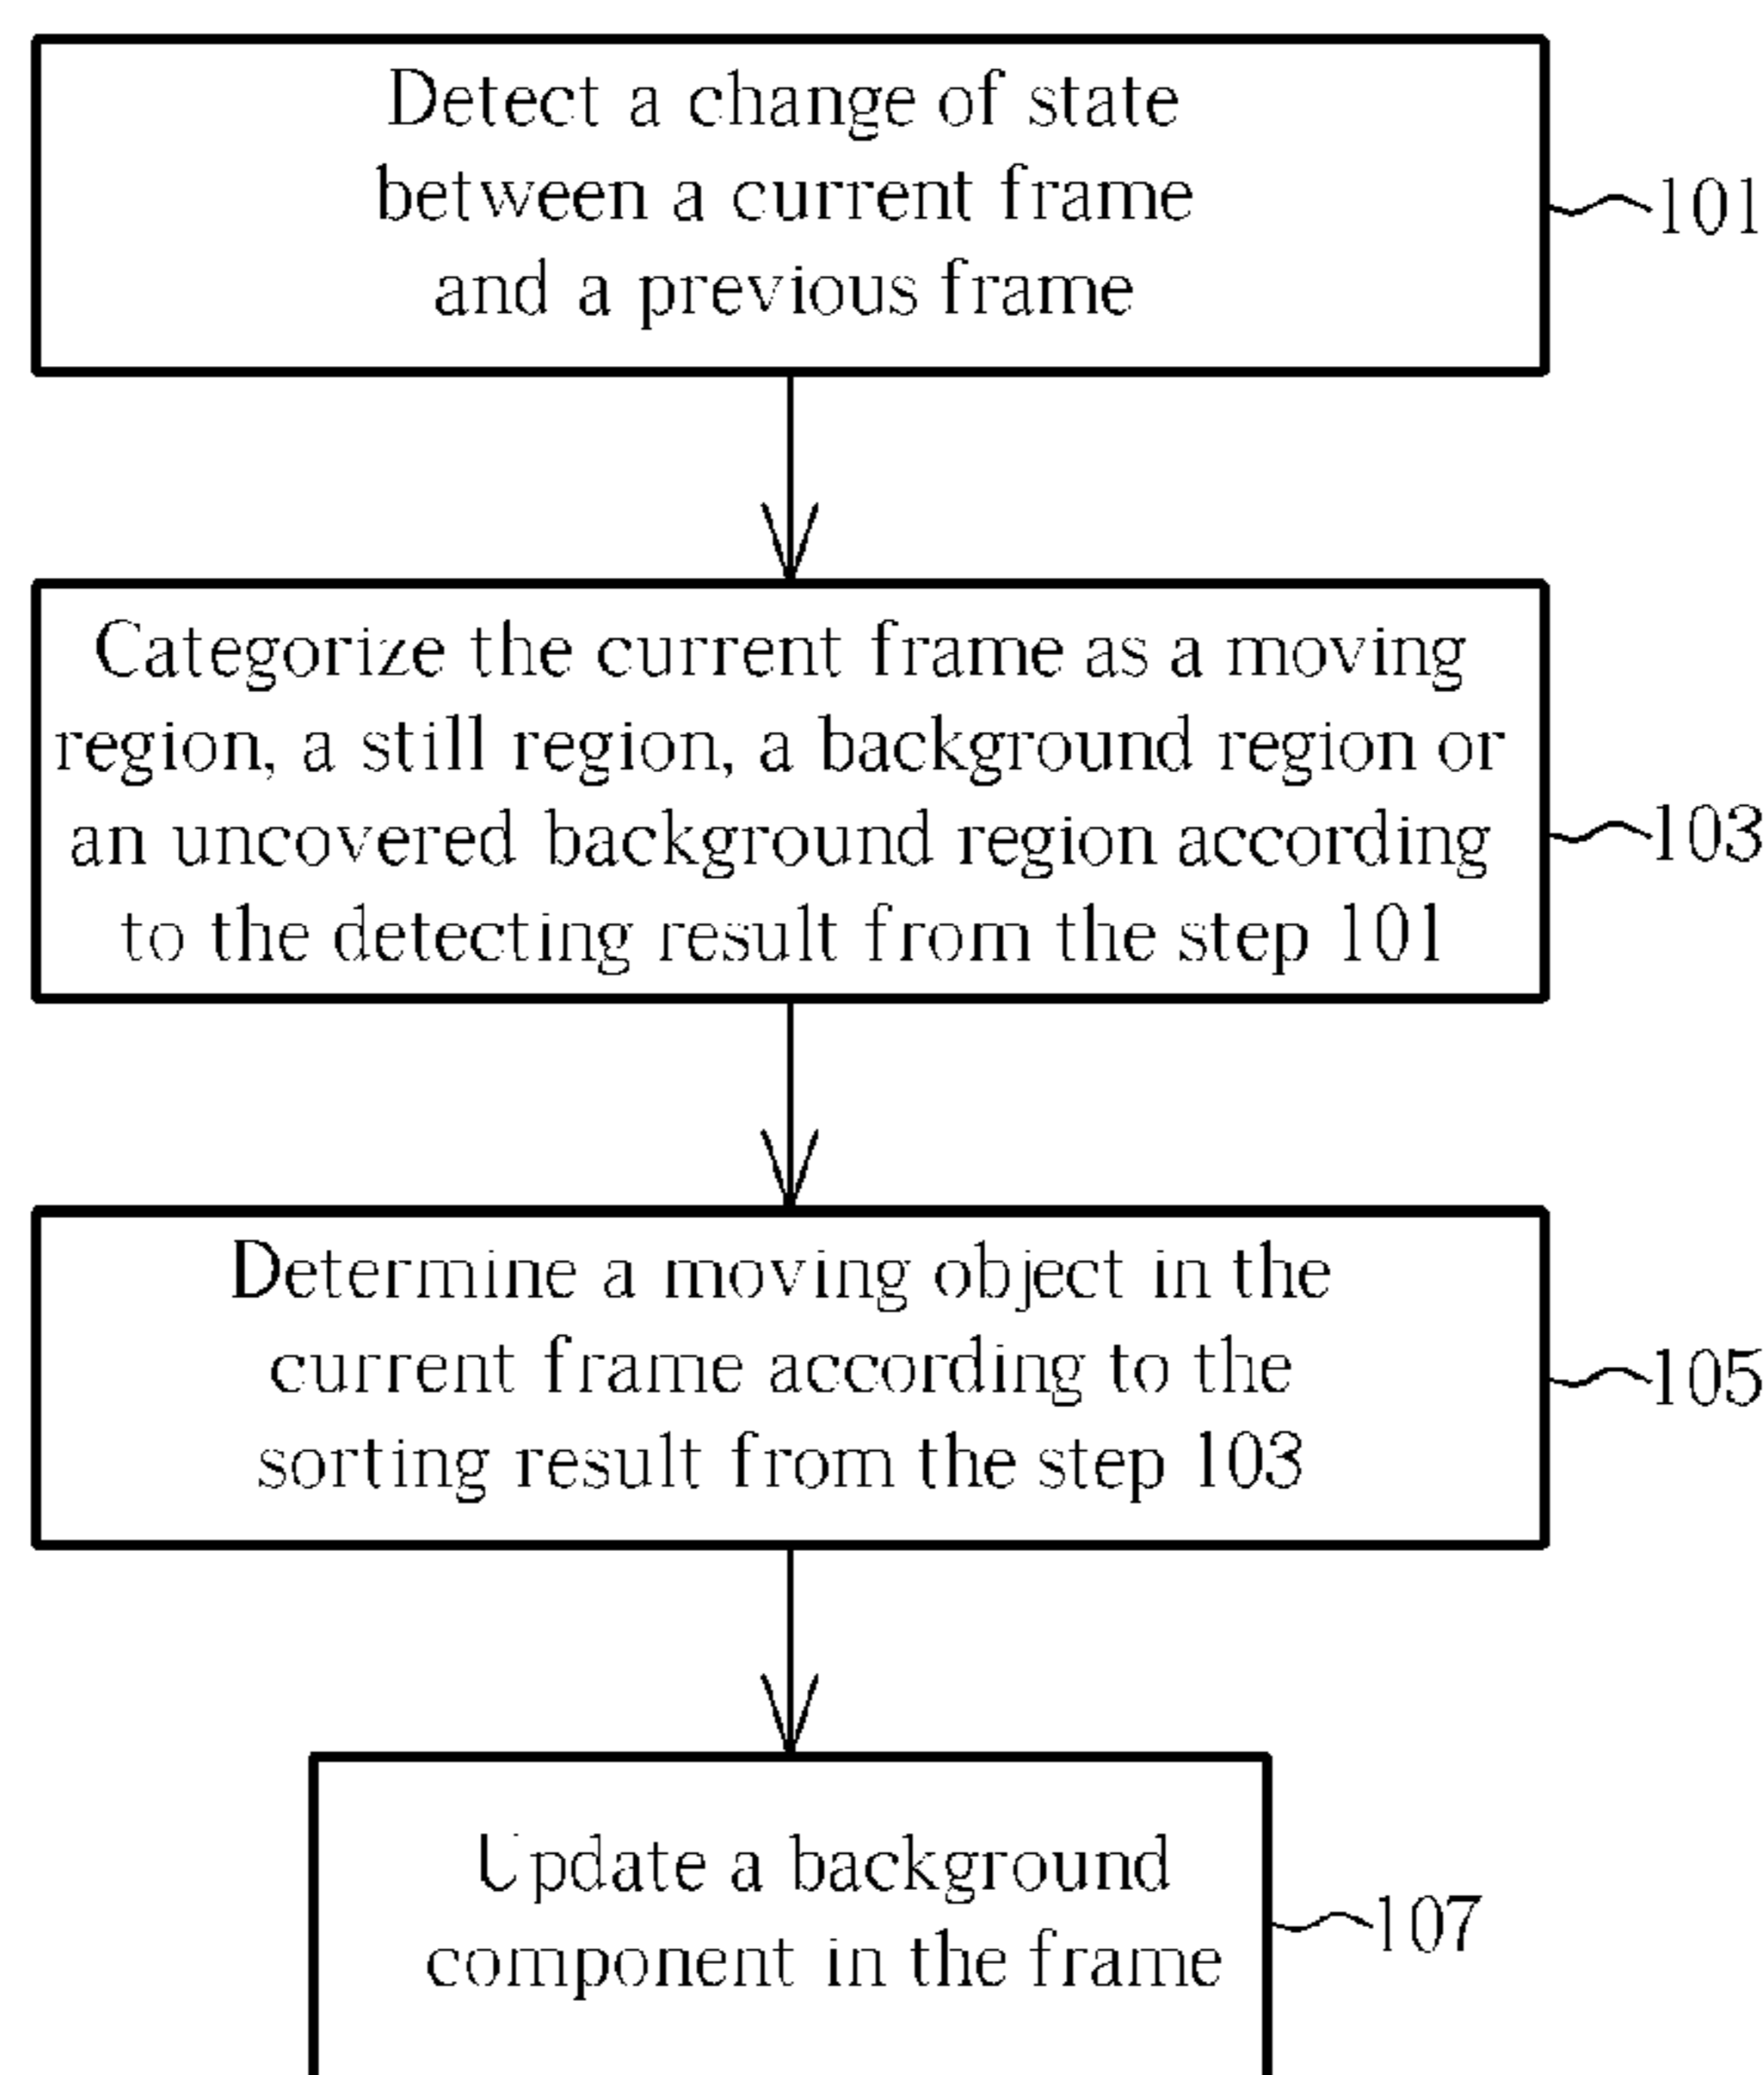 Detect a change of state
between a current frame
and a previous frame
101
Categorize the current frame as a moving
region, a still region, a background region or
an uncovered background region according
to the detecting result from the step 101
103
Determine a moving object in the
current frame according to the
sorting result from the step 103
105
Update a background
component in the frame
107